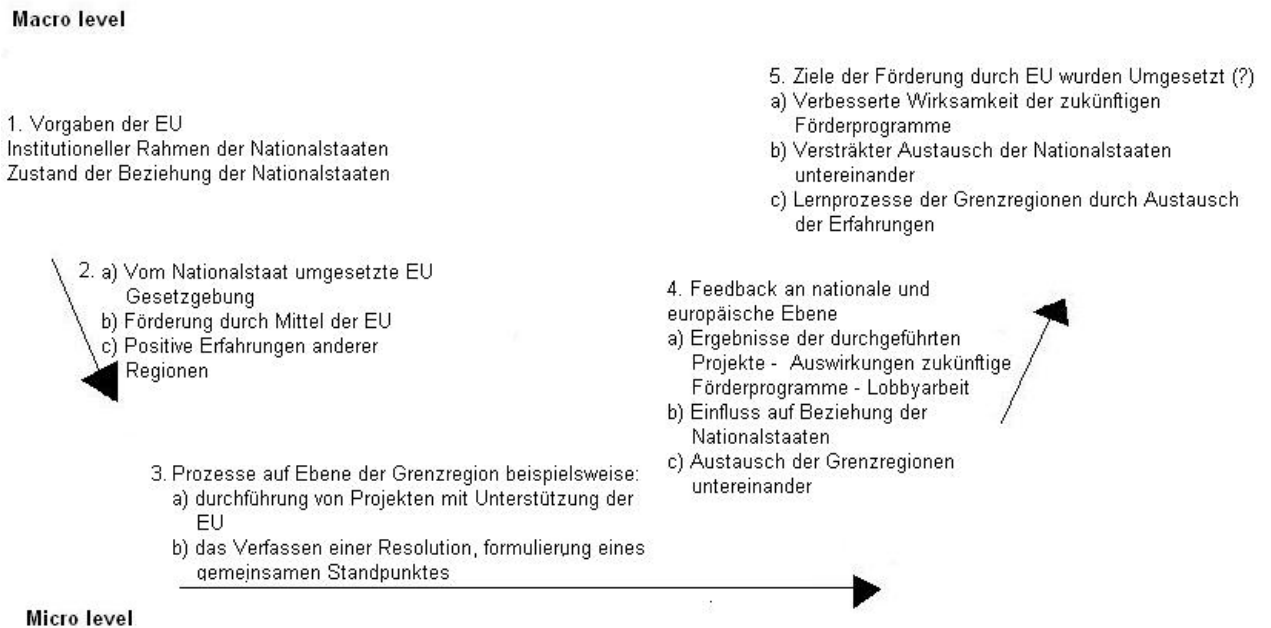 Macro level
1. Vorgaben der EU
Institutioneller Rahmen der Nationalstaaten
Zustand der Beziehung der Nationalstaaten
2. a) Vom Nationalstaat umgesetzte EU
Gesetzgebung
b) Förderung durch Mittel der EU
c) Positive Erfahrungen anderer
Regionen
3. Prozesse auf Ebene der Grenzregion beispielsweise:
a) durchführung von Projekten mit Unterstützung der
EU
b) das Verfassen einer Resolution, formulierung eines
gemeinsamen Standpunktes
4. Feedback an nationale und
europäische Ebene
a) Ergebnisse der durchgeführten
Projekte - Auswirkungen zukünftige
Förderprogramme - Lobbyarbeit
b) Einfluss auf Beziehung der
Nationalstaaten
c) Austausch der Grenzregionen
untereinander
5. Ziele der Förderung durch EU wurden Umgesetzt (?)
a) Verbesserte Wirksamkeit der zukünftigen
Förderprogramme
b) Versträkter Austausch der Nationalstaaten
untereinander
c) Lernprozesse der Grenzregionen durch Austausch
der Erfahrungen
Micro level